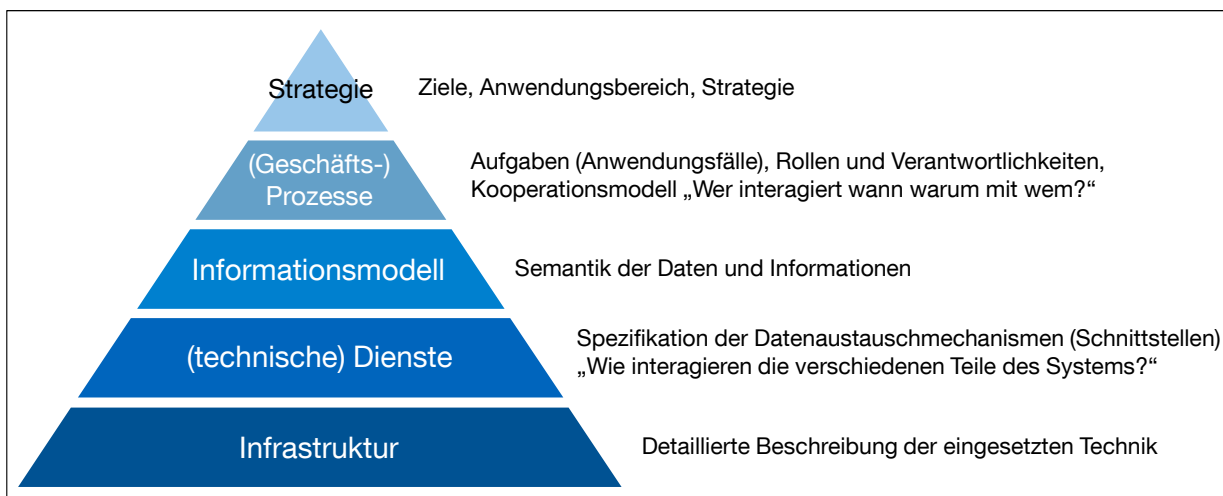 Strategie
Ziele, Anwendungsbereich, Strategie
(Geschäfts-)
Prozesse
Aufgaben (Anwendungsfälle), Rollen und Verantwortlichkeiten,
Kooperationsmodell „Wer interagiert wann warum mit wem?“
Informationsmodell
Semantik der Daten und Informationen
(technische) Dienste
Spezifikation der Datenaustauschmechanismen (Schnittstellen)
„Wie interagieren die verschiedenen Teile des Systems?“
Infrastruktur
Detaillierte Beschreibung der eingesetzten Technik